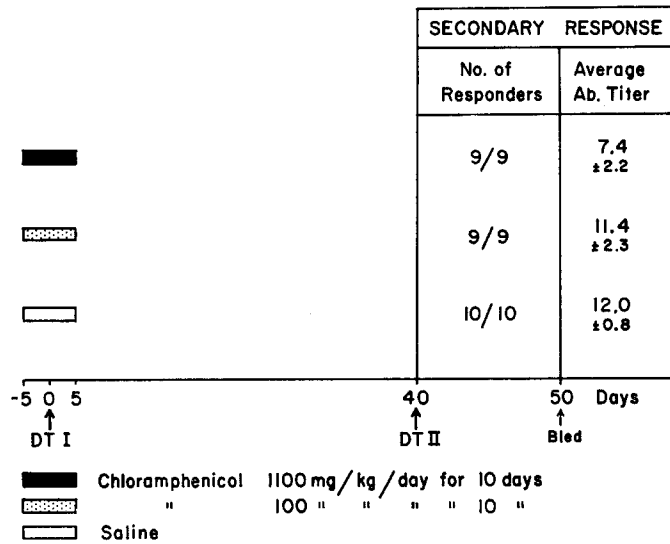 SECONDARY RESPONSE
No. of Responders
Average Ab. Titer
9/9
7.4
±2.2
9/9
11.4
±2.3
10/10
12.0
±0.8
-5 0 5 40 50 Days
DT I
DT II
Bled
Chloramphenicol 1100 mg/kg/day for 10 days
" 100 " " " " 10 "
Saline